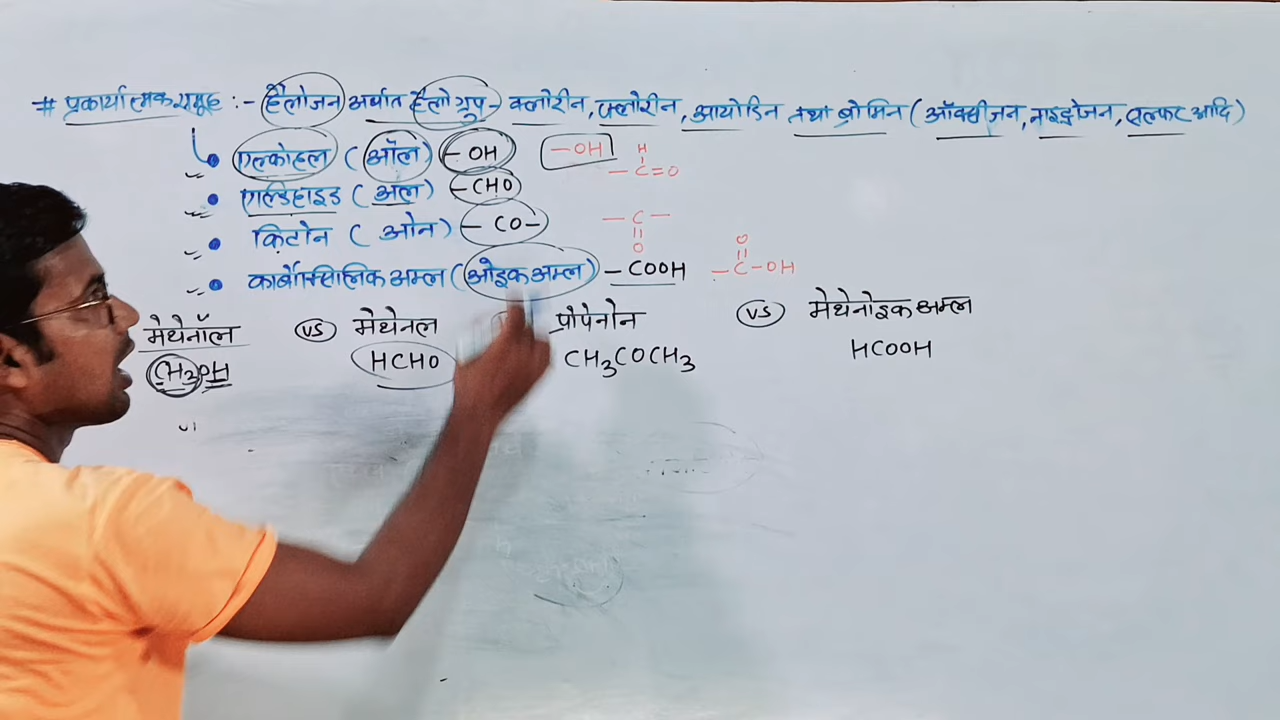 # प्रकार्यात्मक समूह :- हैलोजन अर्थात हैलो ग्रुप - क्लोरीन, फ्लोरीन, आयोडिन तथा ब्रोमिन ( ऑक्सीजन, नाइट्रोजन, सल्फर आदि )
• एल्कोहल ( ऑल ) - OH - OH
• एल्डिहाइड ( अल ) - CHO H - C = O
• किटोन ( ओन ) - CO - - C - || O
• कार्बोक्सिलिक अम्ल ( ओइक अम्ल ) - COOH O || - C - OH
मेथेनॉल VS मेथेनल प्रोपेनोन VS मेथेनोइक अम्ल
CH3OH HCHO CH3COCH3 HCOOH